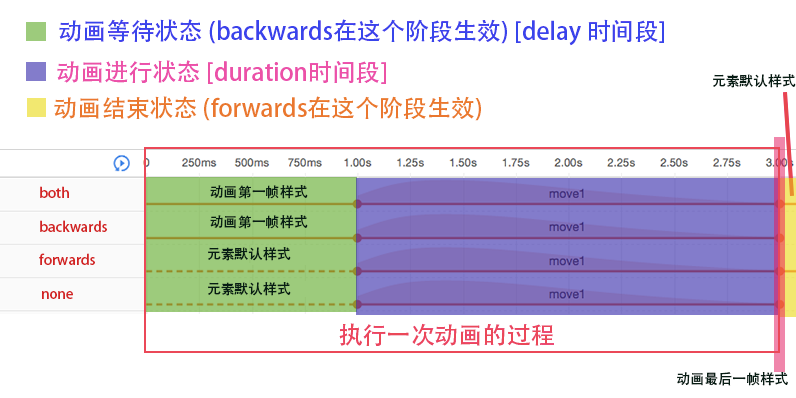 动画等待状态 (backwards在这个阶段生效) [delay 时间段]
动画进行状态 [duration时间段]
元素默认样式
动画结束状态 (forwards在这个阶段生效)
0 250ms 500ms 750ms 1.00s 1.25s 1.50s 1.75s 2.00s 2.25s 2.50s 2.75s 3.00s
both 动画第一帧样式 move1
backwards 动画第一帧样式 move1
forwards 元素默认样式 move1
none 元素默认样式 move1
执行一次动画的过程
动画最后一帧样式